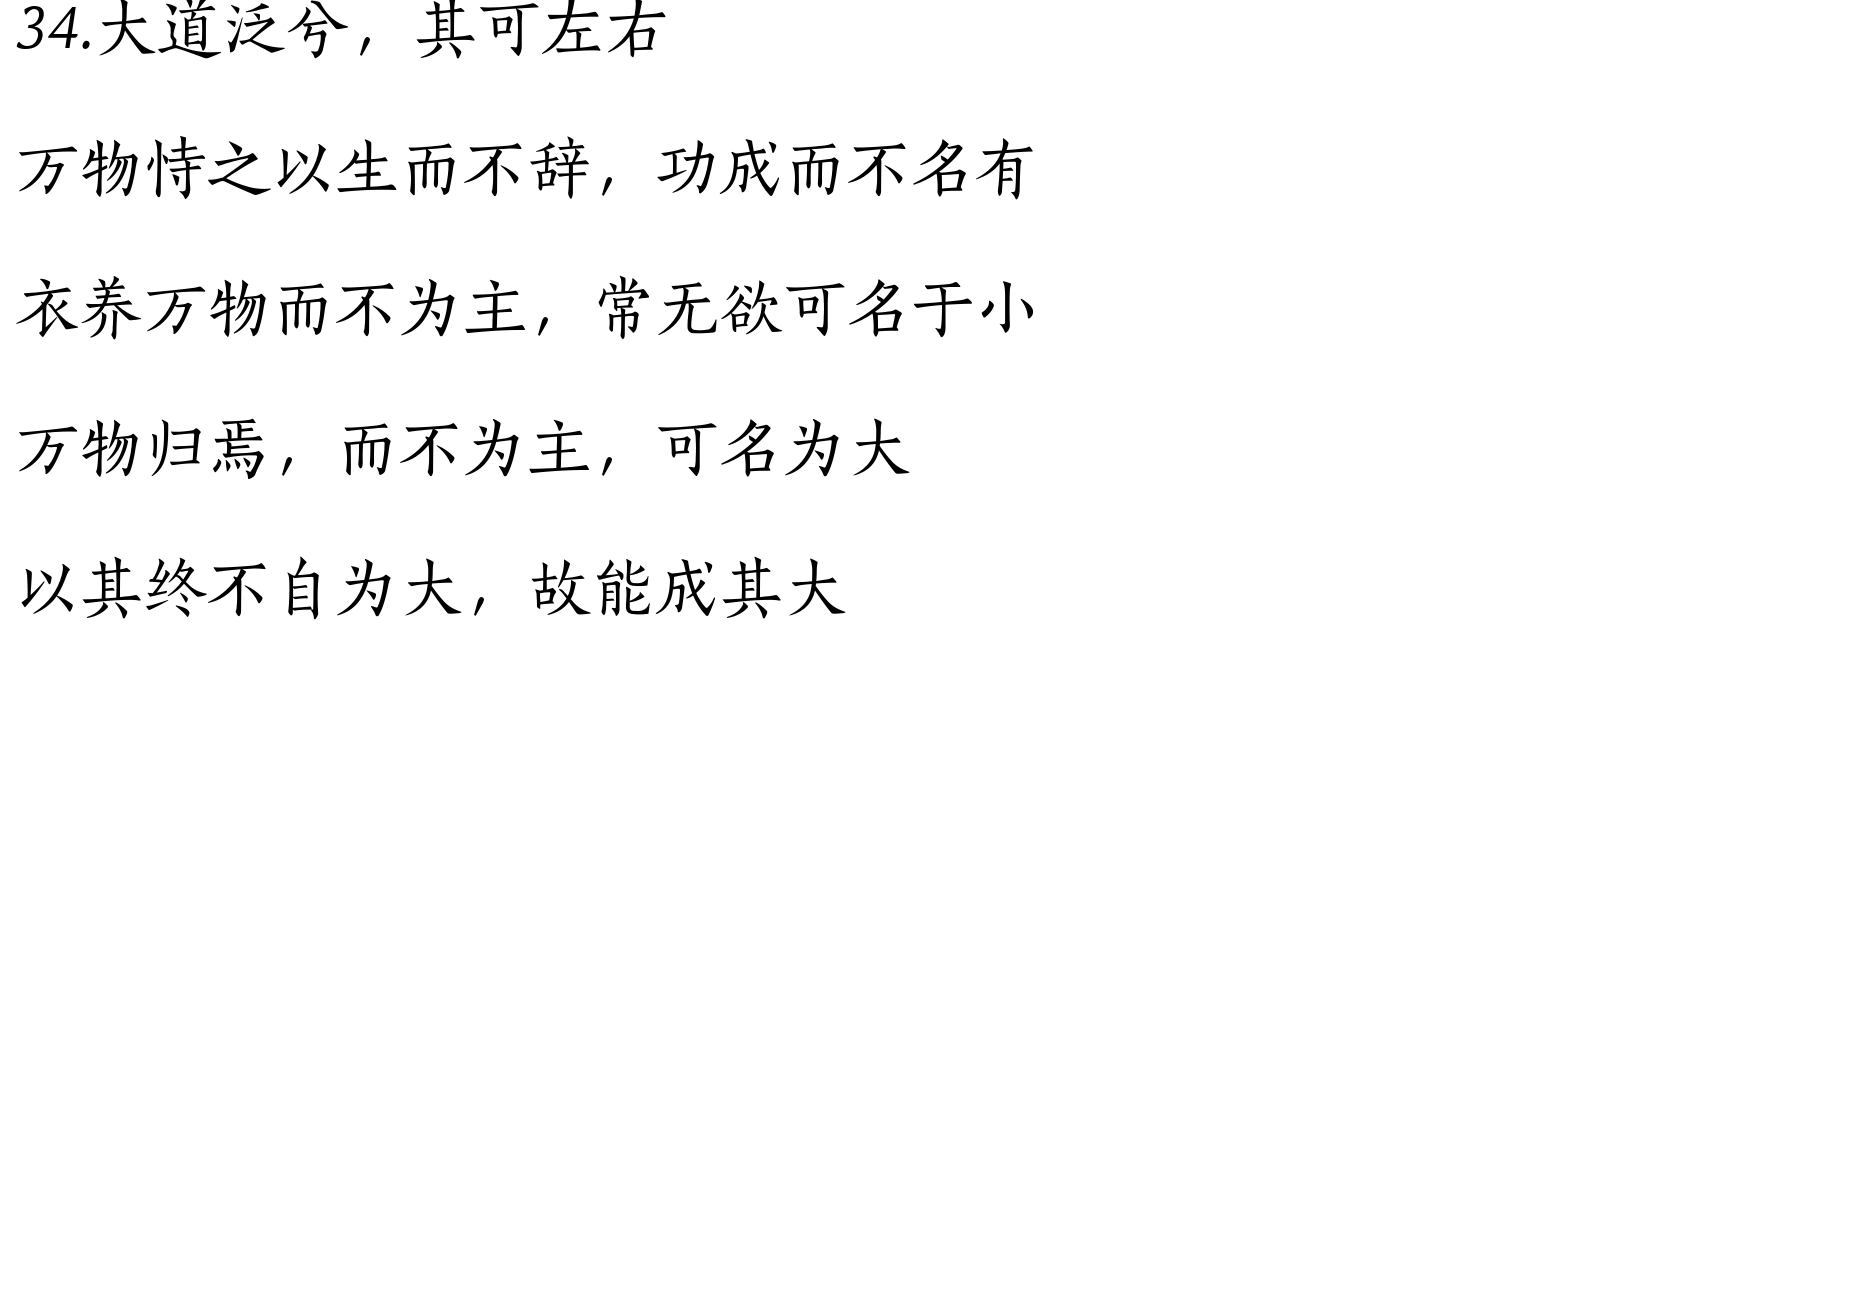 34.大道泛兮，其可左右
万物恃之以生而不辞，功成而不名有
衣养万物而不为主，常无欲可名于小
万物归焉，而不为主，可名为大
以其终不自为大，故能成其大